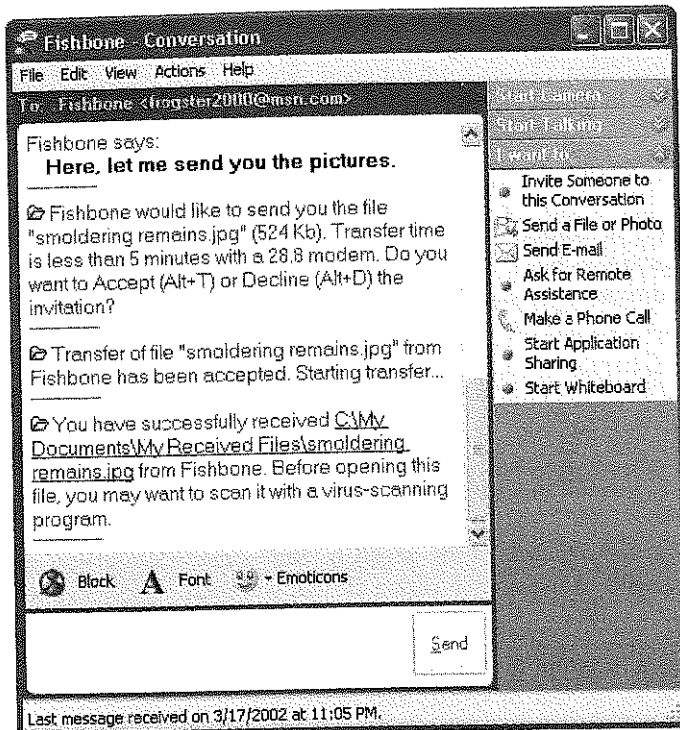 Fishbone - Conversation
File Edit View Actions Help
To: Fishbone <frogster2000@msn.com>
Fishbone says:
Here, let me send you the pictures.
Fishbone would like to send you the file
"smoldering remains.jpg" (524 Kb). Transfer time
is less than 5 minutes with a 28.8 modem. Do you
want to Accept (Alt+T) or Decline (Alt+D) the
invitation?
Transfer of file "smoldering remains.jpg" from
Fishbone has been accepted. Starting transfer...
You have successfully received C:\My
Documents\My Received Files\smoldering
remains.jpg from Fishbone. Before opening this
file, you may want to scan it with a virus-scanning
program.
Block Font Emoticons
Send
Last message received on 3/17/2002 at 11:05 PM.
Start Camera
Start Talking
I want to
Invite Someone to
this Conversation
Send a File or Photo
Send E-mail
Ask for Remote
Assistance
Make a Phone Call
Start Application
Sharing
Start Whiteboard